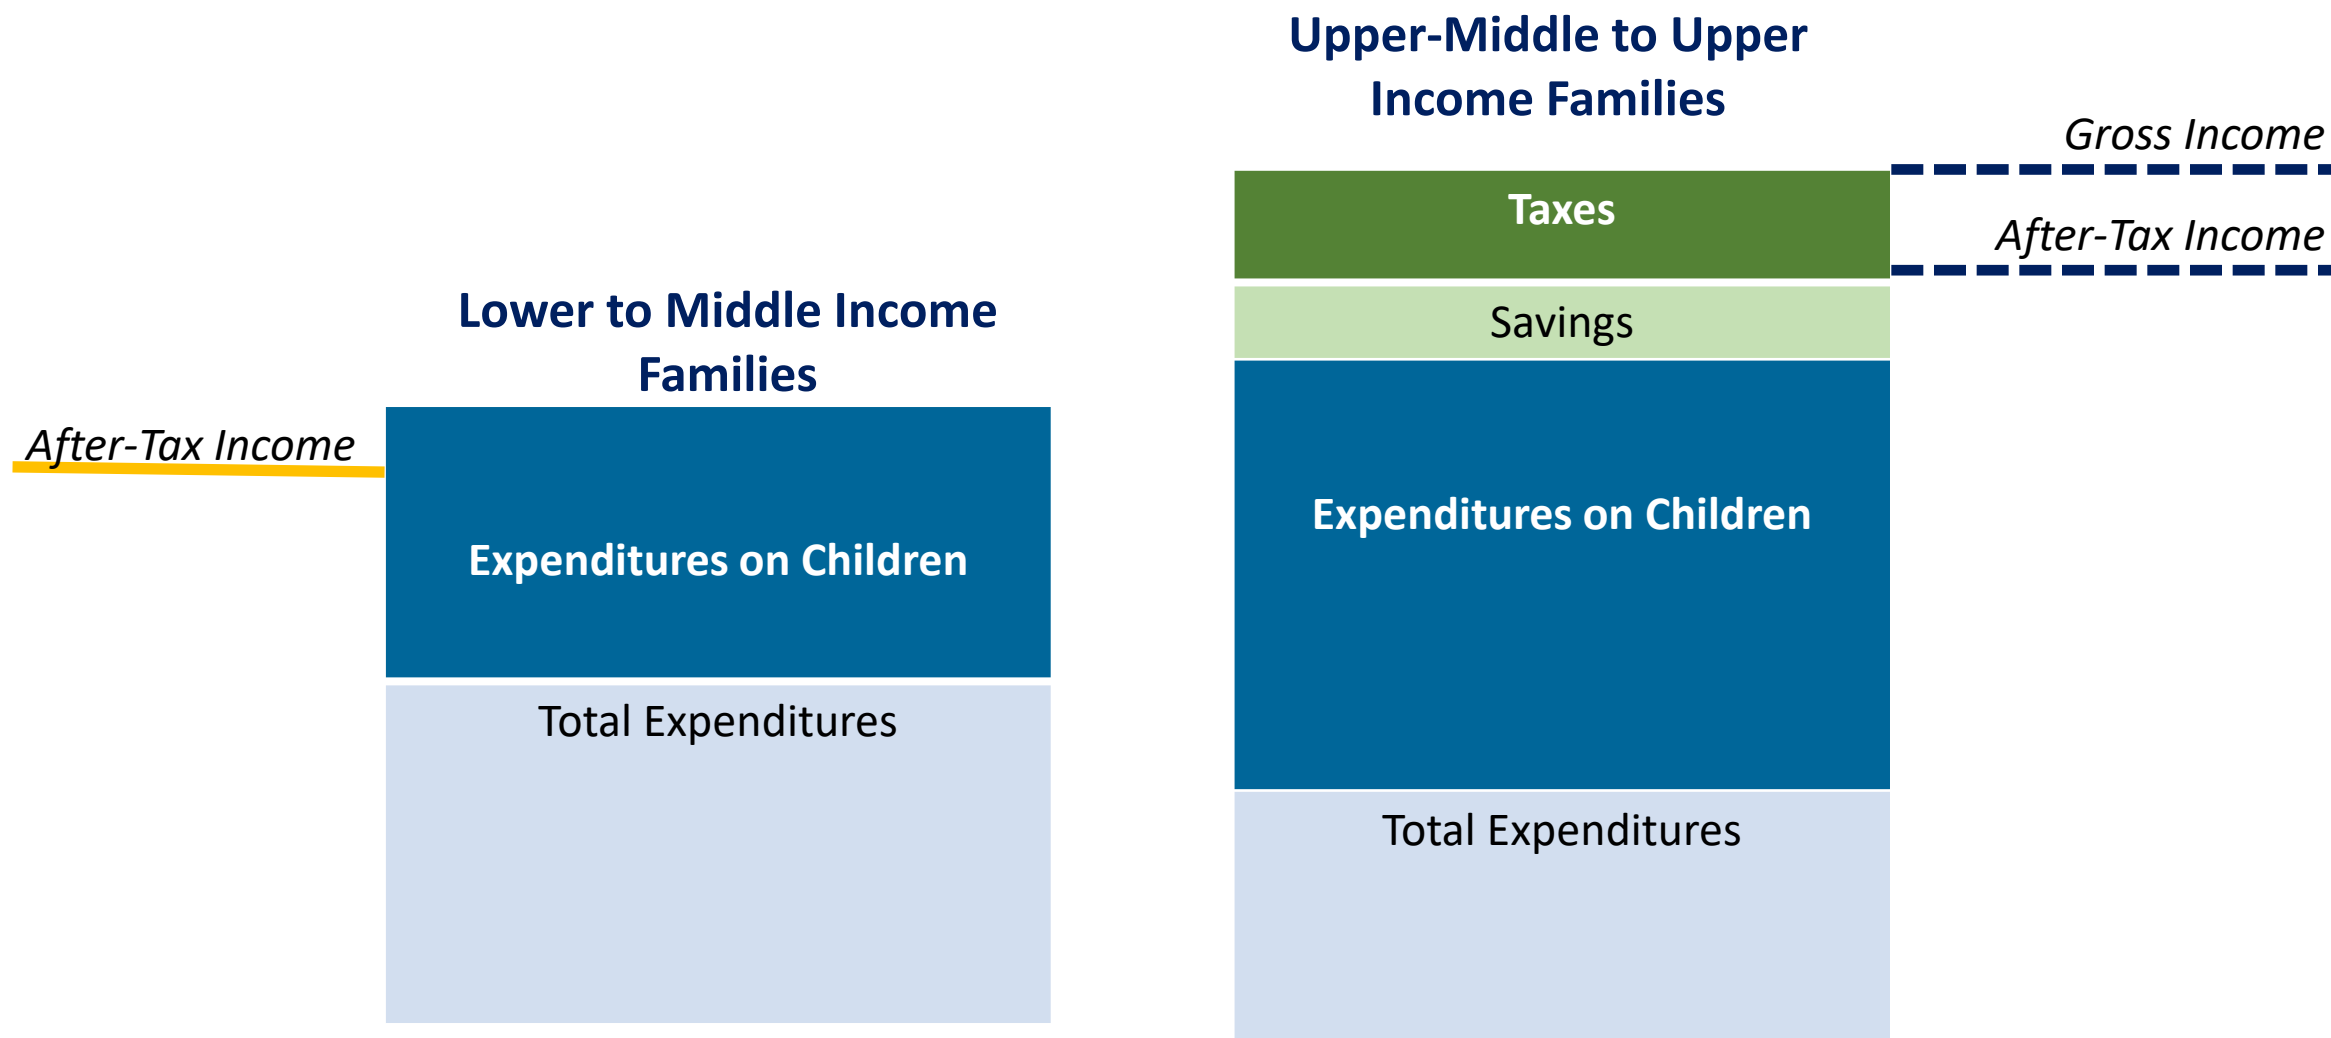 Lower to Middle Income
Families
After-Tax Income
Expenditures on Children
Total Expenditures
Upper-Middle to Upper
Income Families
Gross Income
Taxes
After-Tax Income
Savings
Expenditures on Children
Total Expenditures